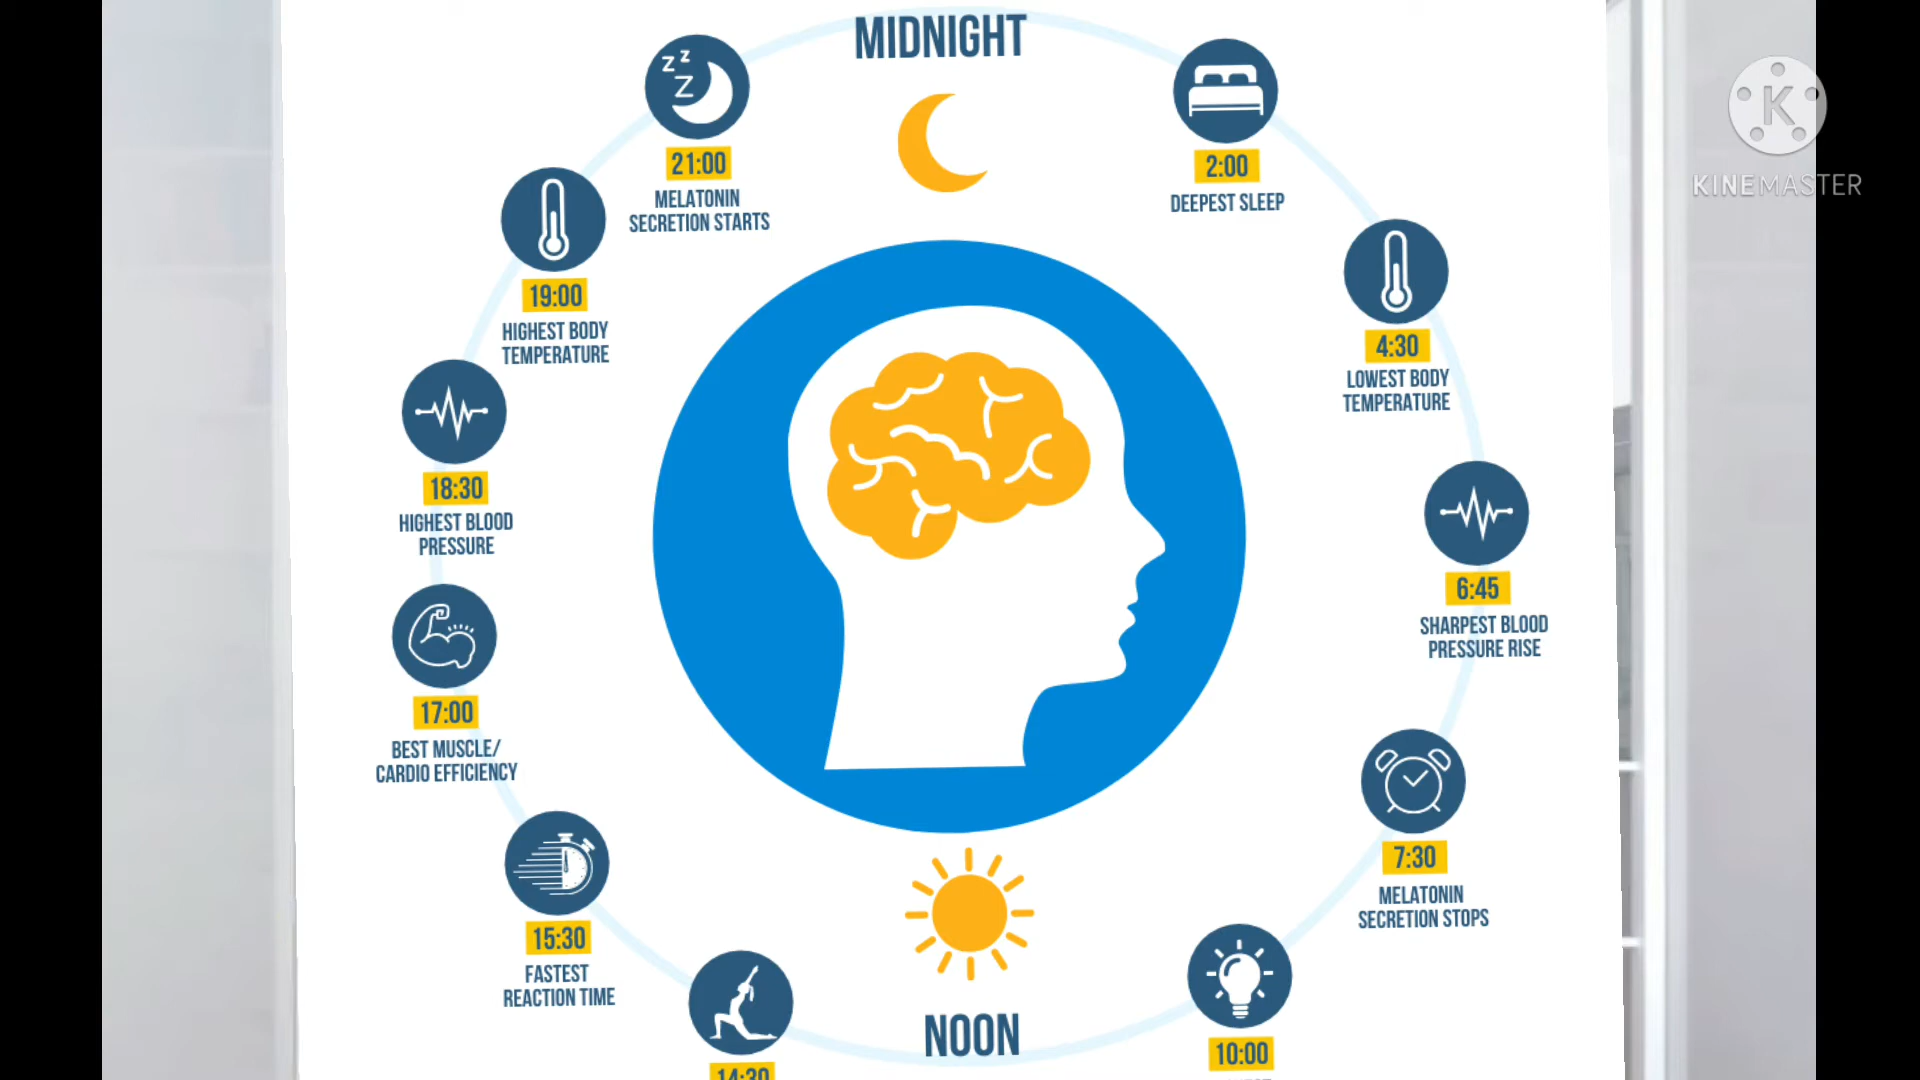 MIDNIGHT
Z Z
Z
21:00
MELATONIN
SECRETION STARTS
2:00
DEEPEST SLEEP
K
KINEMASTER
19:00
HIGHEST BODY
TEMPERATURE
4:30
LOWEST BODY
TEMPERATURE
18:30
HIGHEST BLOOD
PRESSURE
6:45
SHARPEST BLOOD
PRESSURE RISE
17:00
BEST MUSCLE/
CARDIO EFFICIENCY
7:30
MELATONIN
SECRETION STOPS
15:30
FASTEST
REACTION TIME
NOON
10:00
14:30